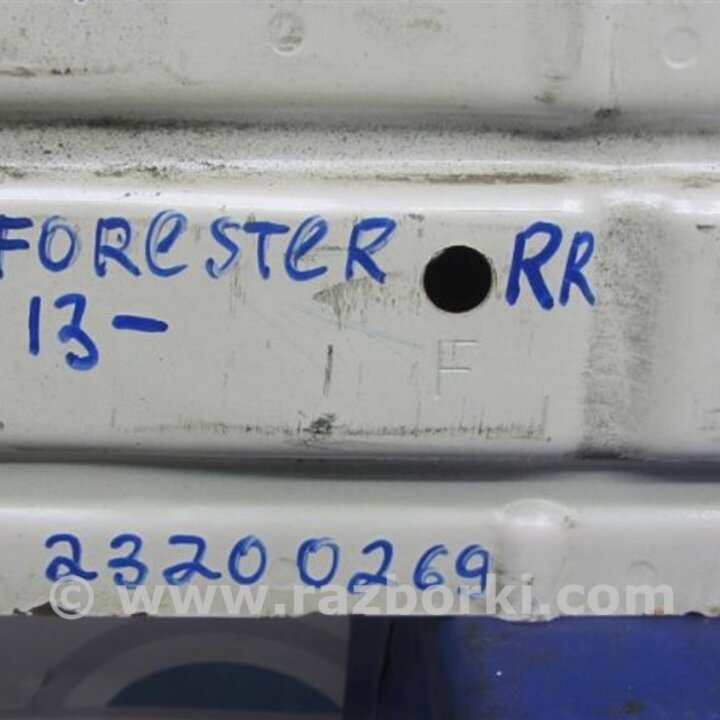 FORESTER RR
13-
F
23200269
© www.razborki.com